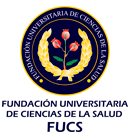 FUNDACIÓN UNIVERSITARIA DE CIENCIAS DE LA SALUD
FUNDACIÓN UNIVERSITARIA
DE CIENCIAS DE LA SALUD
FUCS